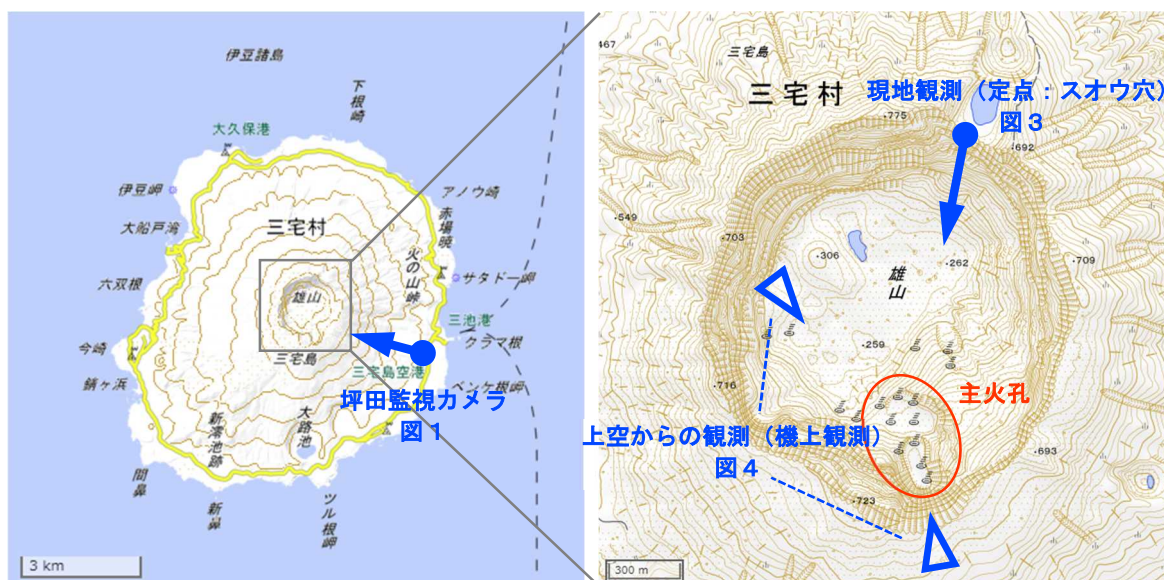 伊豆諸島
下根崎
大久保港
伊豆岬
アノウ崎
大船戸湾
赤場暁
三宅村
火の山峠
六双根
サタドー岬
雄山
三池港
クラマ根
今崎
三宅島
三宅島空港
ベンケ根岬
錆ヶ浜
坪田監視カメラ
図1
新澪池跡
大路池
間鼻
新鼻
ツル根岬
3 km
467
三宅島
三宅村
現地観測(定点:スオウ穴)
図3
775
692
549
703
306
262
709
雄山
259
716
主火孔
上空からの観測(機上観測)
図4
693
723
300 m